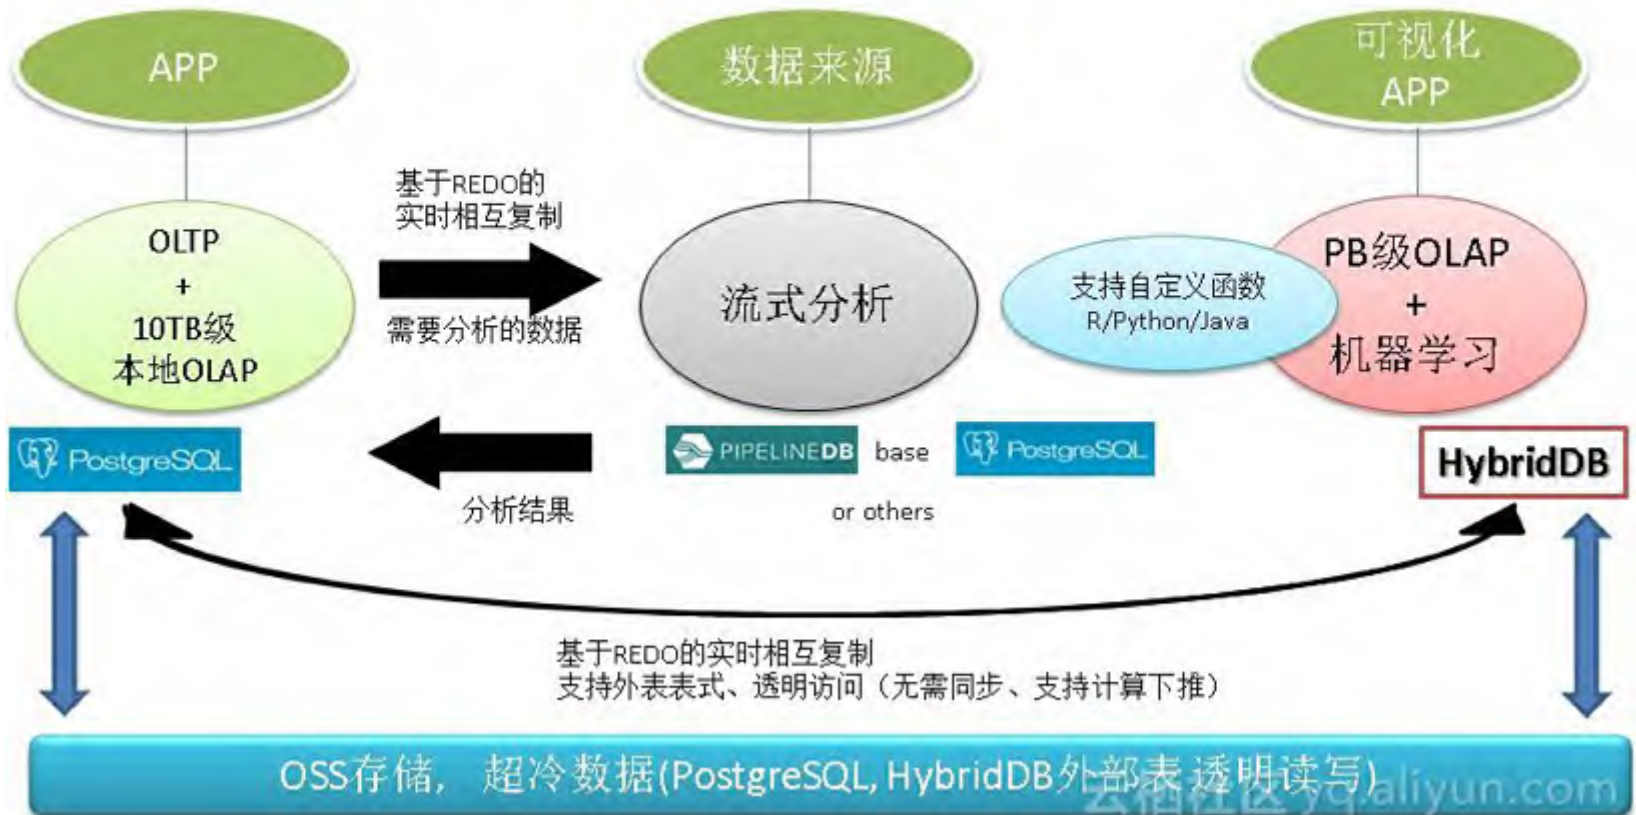 APP
数据来源
可视化
APP
基于REDO的
实时相互复制
OLTP
+
10TB级
本地OLAP
需要分析的数据
流式分析
支持自定义函数
R/Python/Java
PB级OLAP
+
机器学习
PostgreSQL
分析结果
PIPELINEDB base PostgreSQL
or others
HybridDB
基于REDO的实时相互复制
支持外表表式、透明访问（无需同步、支持计算下推）
OSS存储， 超冷数据(PostgreSQL, HybridDB外部表 透明读写)
云栖社区 yq.aliyun.com